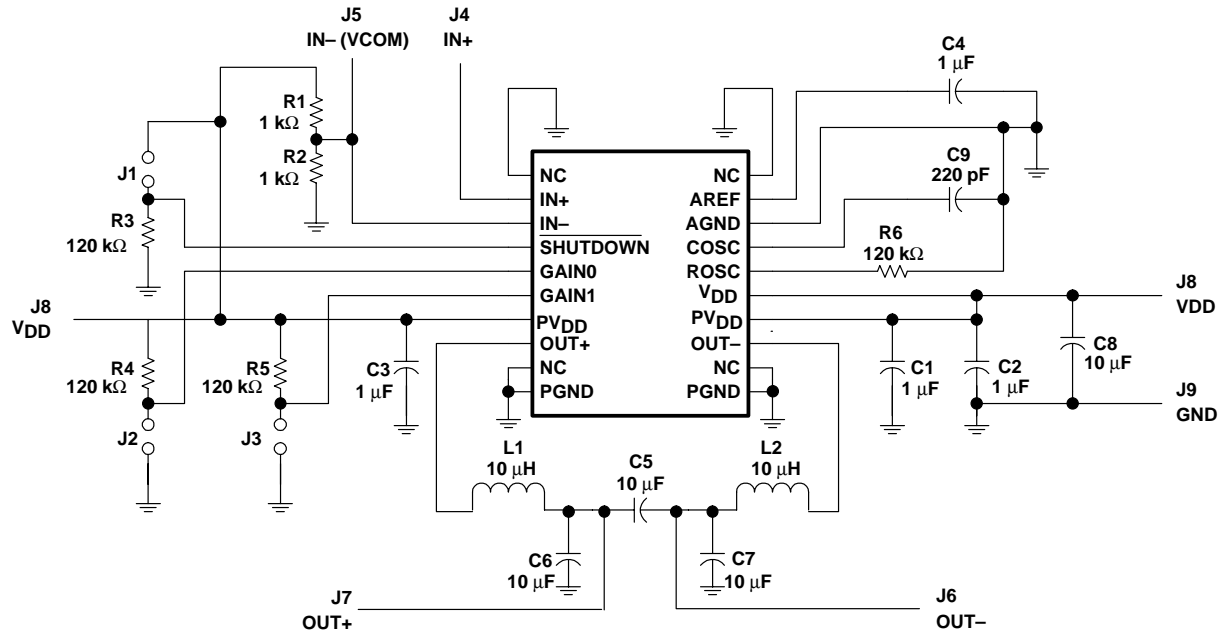 J5
IN– (VCOM)
J4
IN+
C4
1 μF
R1
1 kΩ
R2
1 kΩ
J1
R3
120 kΩ
C9
220 pF
R6
120 kΩ
NC
IN+
IN–
SHUTDOWN
GAIN0
GAIN1
PVDD
OUT+
NC
PGND
NC
AREF
AGND
COSC
ROSC
VDD
PVDD
OUT–
NC
PGND
J8
VDD
J8
VDD
R4
120 kΩ
R5
120 kΩ
C3
1 μF
C1
1 μF
C2
1 μF
C8
10 μF
J9
GND
J2
J3
L1
10 μH
C5
10 μF
L2
10 μH
C6
10 μF
C7
10 μF
J7
OUT+
J6
OUT–